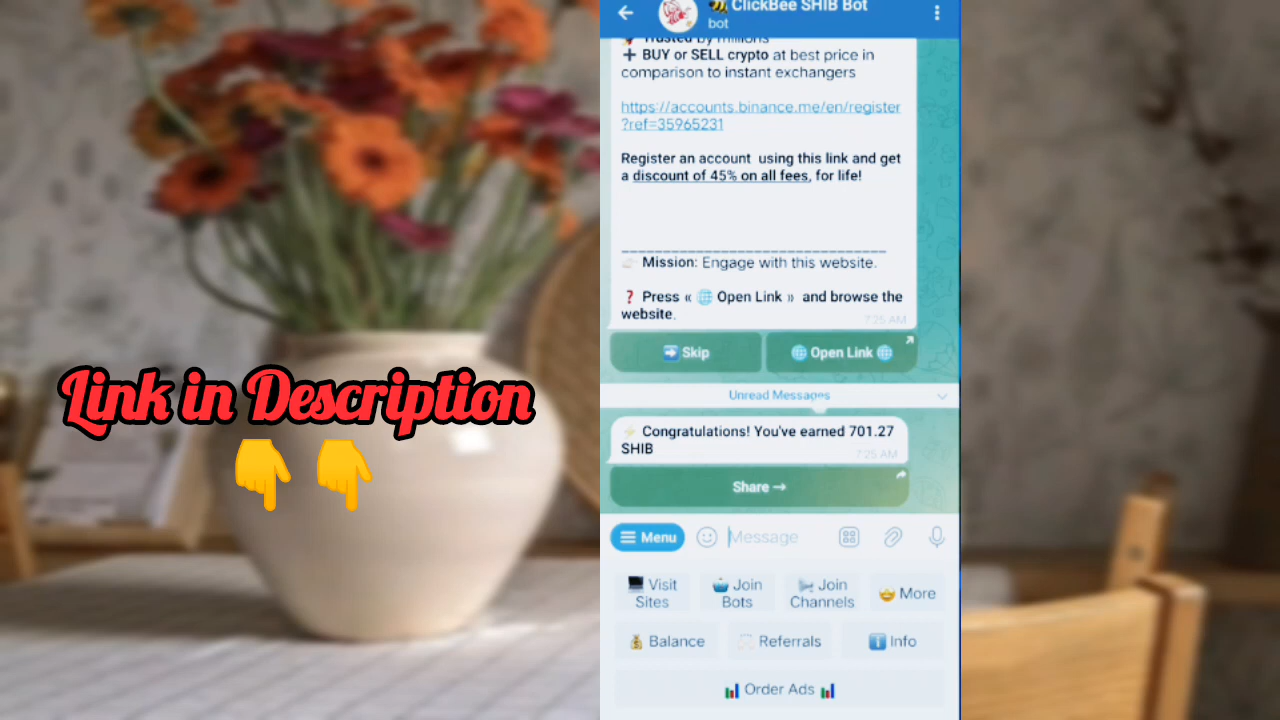 Link in Description
ClickBee SHIB Bot
bot
Trusted by millions
BUY or SELL crypto at best price in
comparison to instant exchangers
https://accounts.binance.me/en/register
?ref=35965231
Register an account using this link and get
a discount of 45% on all fees, for life!
Mission: Engage with this website.
Press « Open Link » and browse the
website.
7:25 AM
Skip
Open Link
Unread Messages
Congratulations! You've earned 701.27
SHIB
7:25 AM
Share →
Menu
Message
Visit
Sites
Join
Bots
Join
Channels
More
Balance
Referrals
Info
Order Ads